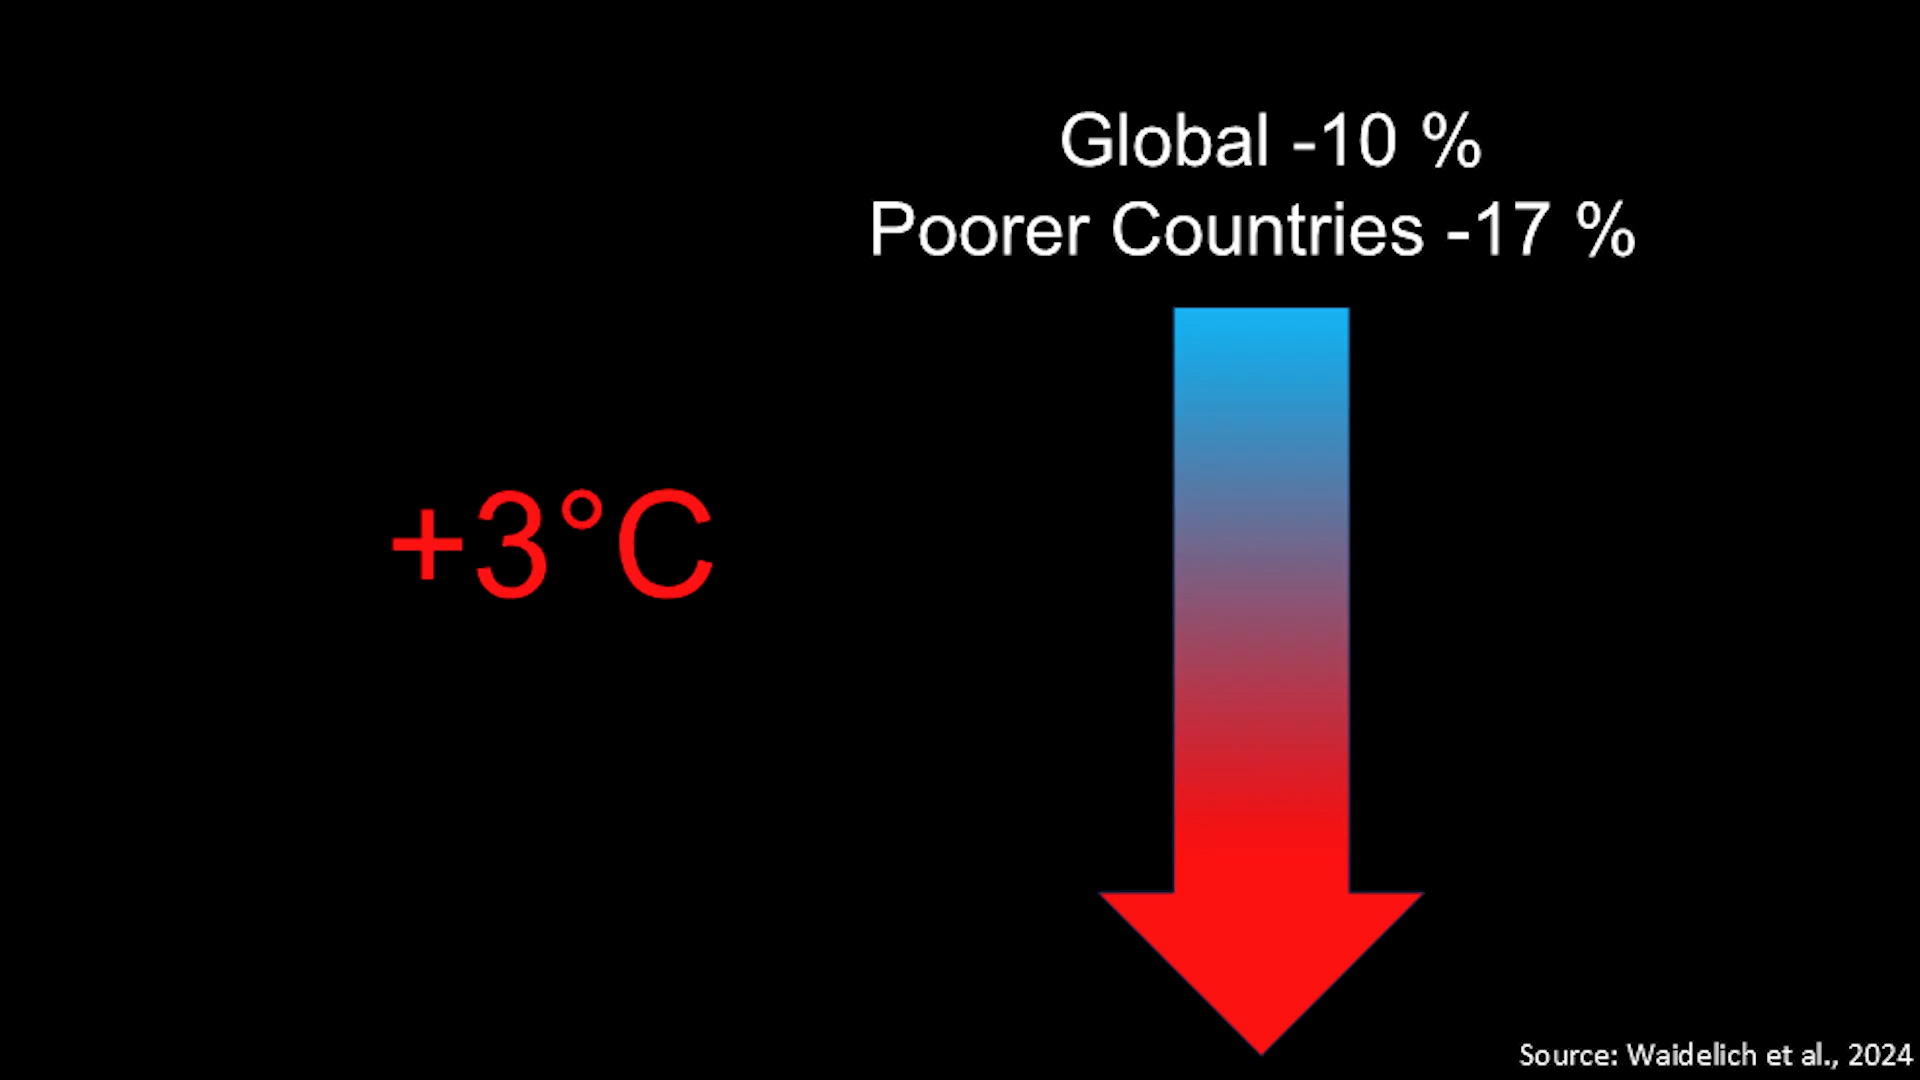 Global -10 %
Poorer Countries -17 %
+3°C
Source: Waidelich et al., 2024